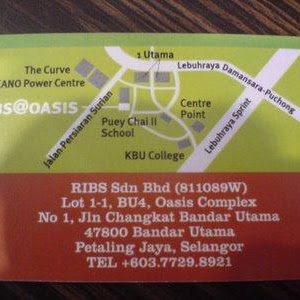 1 Utama
Lebuhraya Damansara-Puchong
The Curve
KANO Power Centre
BS@OASIS
Jalan Persiaran Surian
Puey Chai II
School
Centre
Point
Lebuhraya Sprint
KBU College
RIBS Sdn Bhd (811089W)
Lot 1-1, BU4, Oasis Complex
No 1, Jln Changkat Bandar Utama
47800 Bandar Utama
Petaling Jaya, Selangor
TEL +603.7729.8921